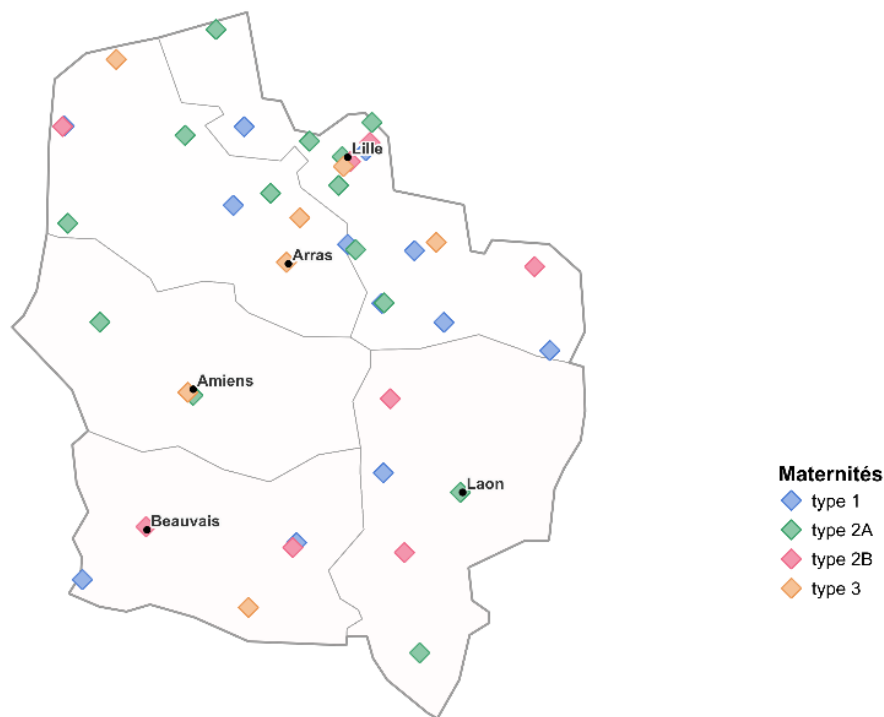 Lille
Arras
Amiens
Laon
Beauvais
Maternités
type 1
type 2A
type 2B
type 3